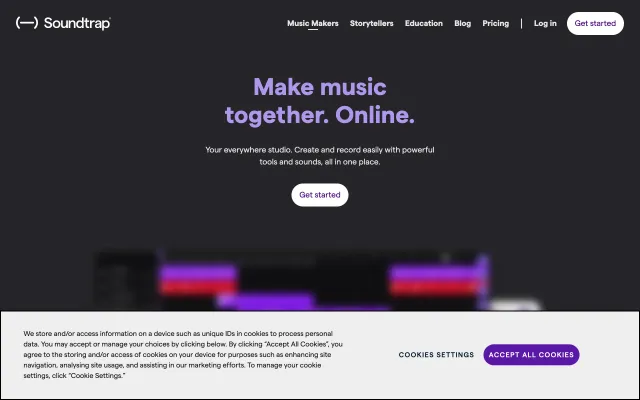 Soundtrap
Music Makers
Storytellers
Education
Blog
Pricing
Log in
Get started
Make music
together. Online.
Your everywhere studio. Create and record easily with powerful
tools and sounds, all in one place.
Get started
We store and/or access information on a device such as unique IDs in cookies to process personal
data. You may accept or manage your choices by clicking below. By clicking “Accept All Cookies”, you
agree to the storing and/or access of cookies on your device for purposes such as enhancing site
navigation, analysing site usage, and assisting in our marketing efforts. To manage your cookie
settings, click “Cookie Settings.”
COOKIES SETTINGS
ACCEPT ALL COOKIES